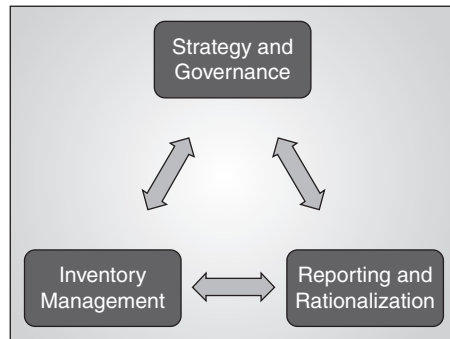 Strategy and
Governance
Inventory
Management
Reporting and
Rationalization